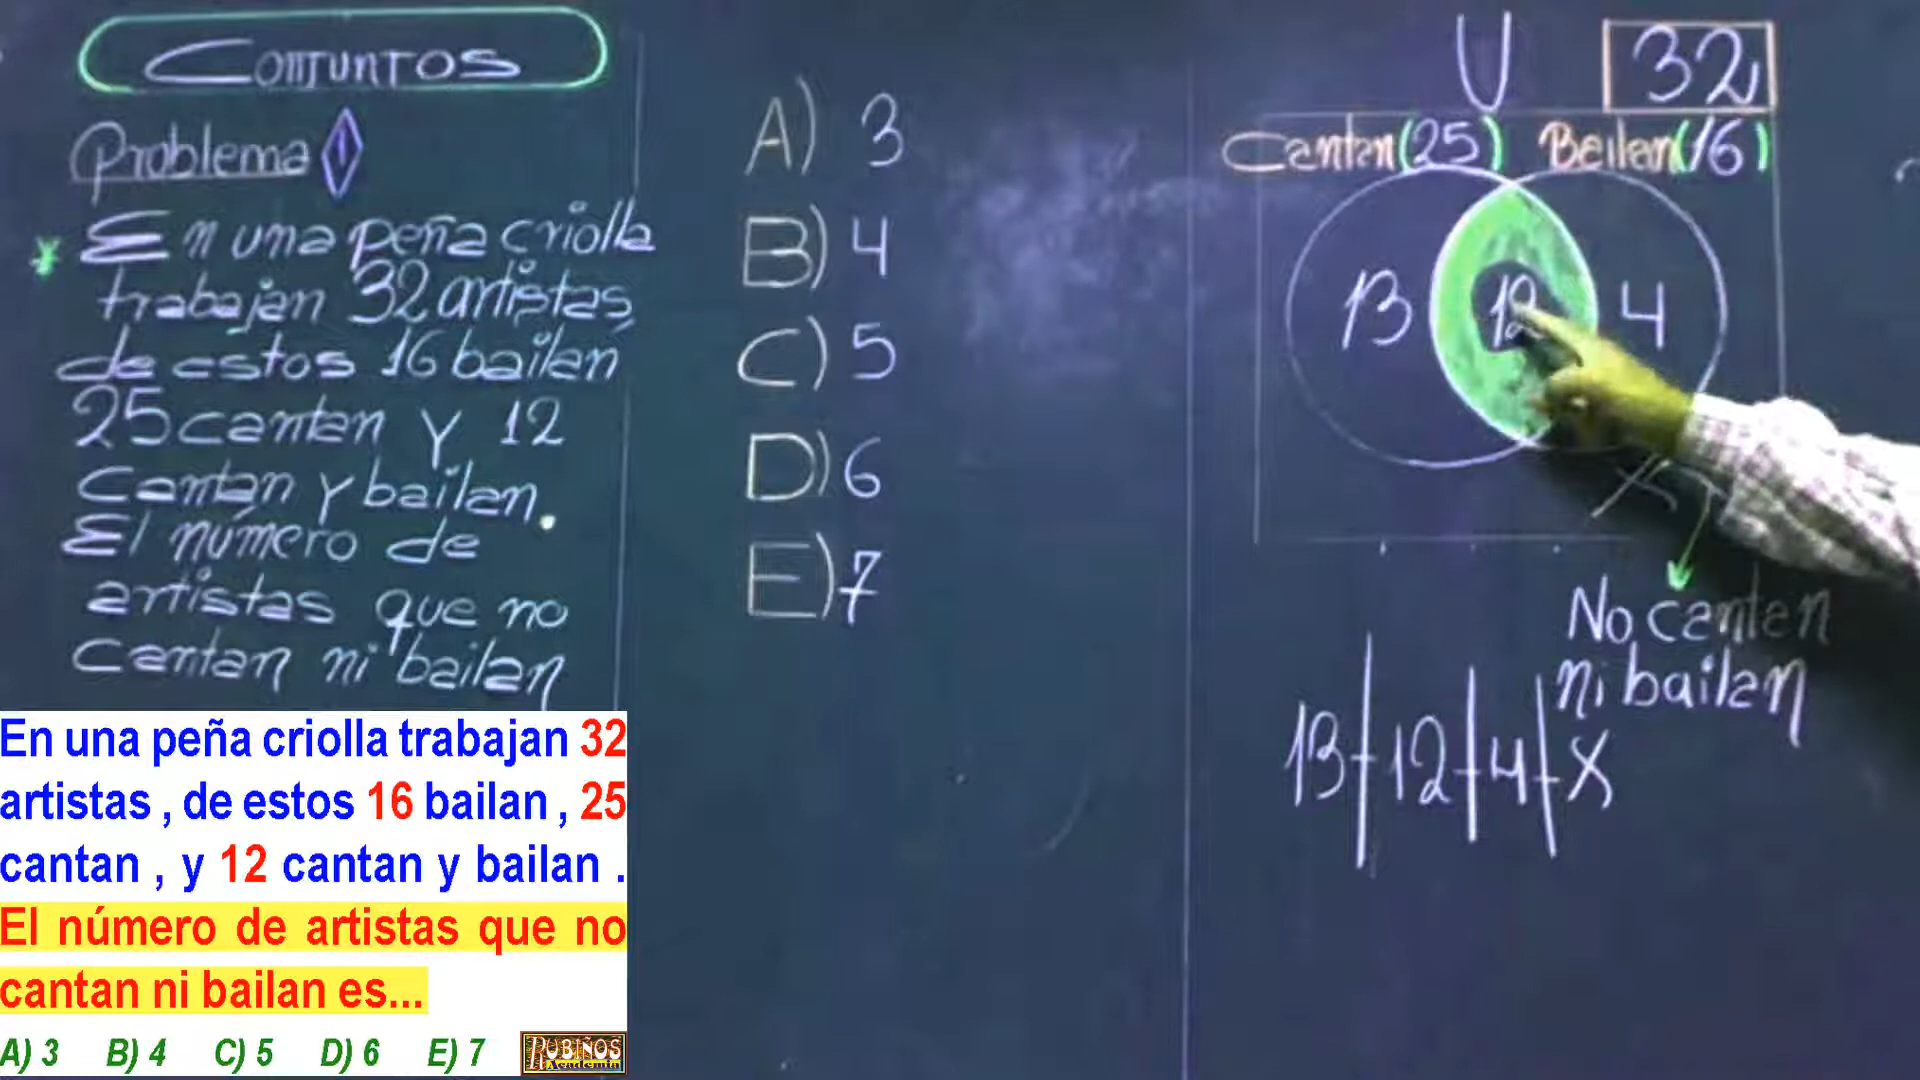 CONJUNTOS
Problema 1
* En una peña criolla
trabajan 32 artistas,
de estos 16 bailan
25 cantan y 12
Cantan y bailan.
El número de
artistas que no
Cantan ni bailan
En una peña criolla trabajan 32
artistas , de estos 16 bailan , 25
cantan , y 12 cantan y bailan .
El número de artistas que no
cantan ni bailan es...
A) 3 B) 4 C) 5 D) 6 E) 7
RUBIÑOS
Academia
A) 3
B) 4
C) 5
D) 6
E) 7
U 32
Cantan (25) Bailan (16)
13 12 4
X
No cantan
ni bailan
13+12+4+X